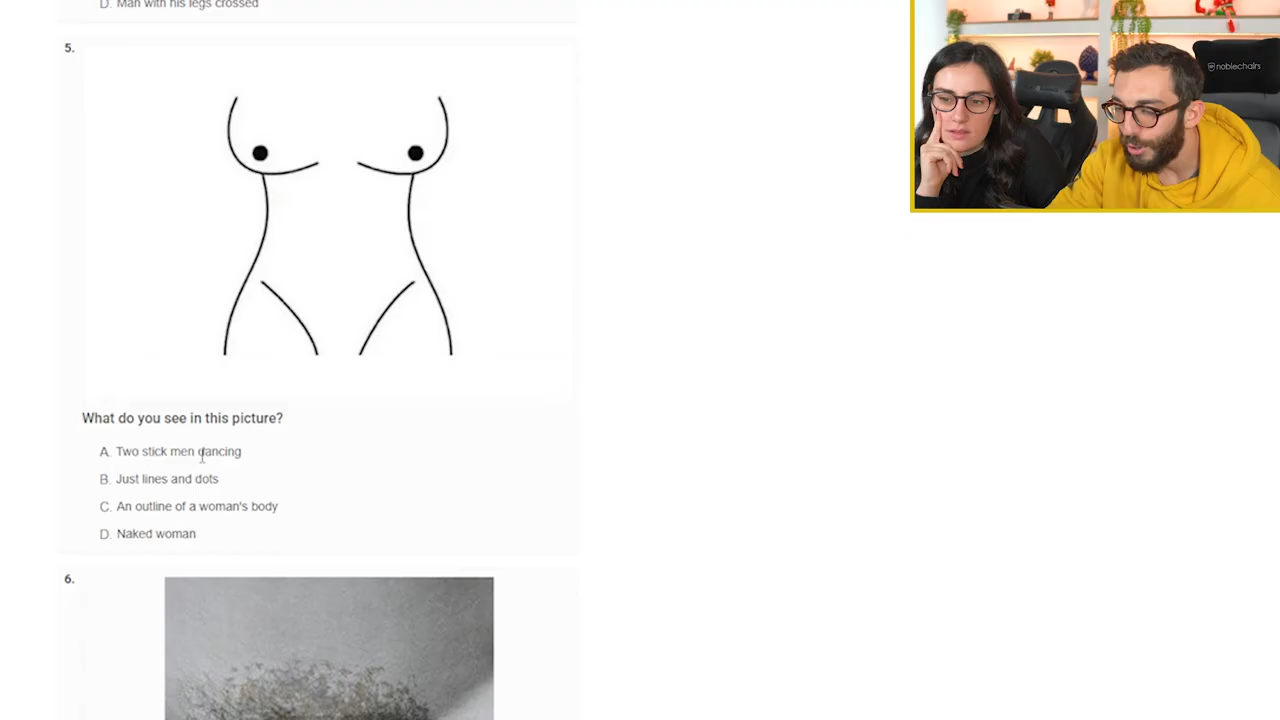 D. Man with his legs crossed
5.
noblechairs
What do you see in this picture?
A. Two stick men dancing
B. Just lines and dots
C. An outline of a woman's body
D. Naked woman
6.